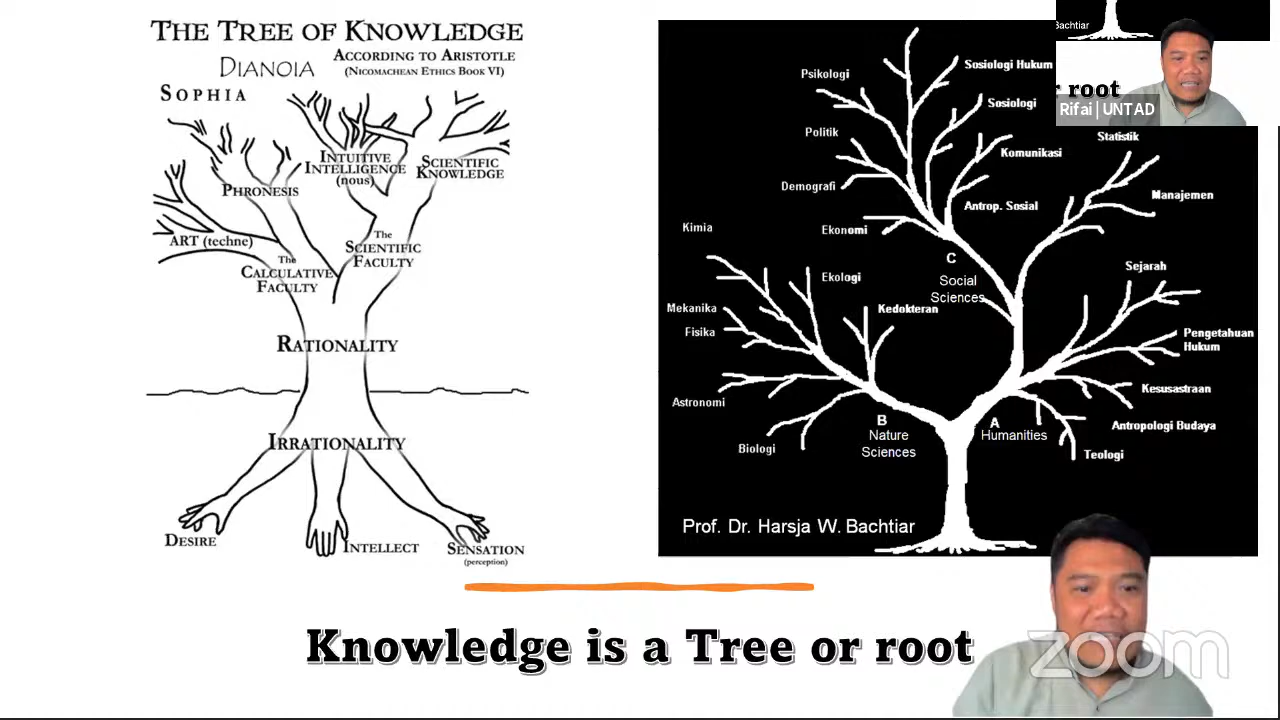 THE TREE OF KNOWLEDGE
ACCORDING TO ARISTOTLE
(NICOMACHEAN ETHICS BOOK VI)
DIANOIA
SOPHIA
INTUITIVE
INTELLIGENCE
(nous)
SCIENTIFIC
KNOWLEDGE
PHRONESIS
ART (techne)
The
SCIENTIFIC
FACULTY
The
CALCULATIVE
FACULTY
RATIONALITY
IRRATIONALITY
DESIRE
INTELLECT
SENSATION
(perception)
Psikologi
Sosiologi Hukum
Sosiologi
Politik
Komunikasi
Statistik
Demografi
Antrop. Sosial
Manajemen
Kimia
Ekonomi
C
Social
Sciences
Sejarah
Ekologi
Mekanika
Kedokteran
Fisika
Pengetahuan
Hukum
Astronomi
Kesusastraan
B
Nature
Sciences
A
Humanities
Antropologi Budaya
Biologi
Teologi
Prof. Dr. Harsja W. Bachtiar
Bachtiar
r root
Rifai | UNTAD
Knowledge is a Tree or root
zoom